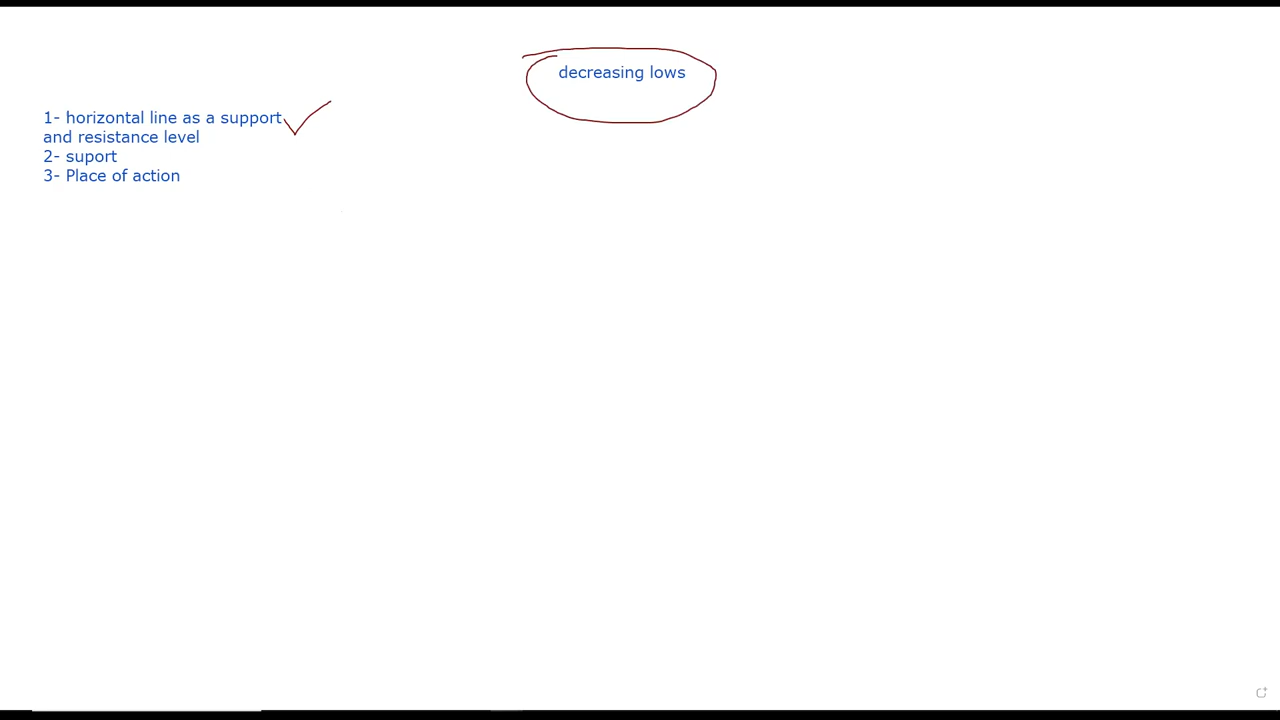 decreasing lows
1- horizontal line as a support
and resistance level
2- suport
3- Place of action